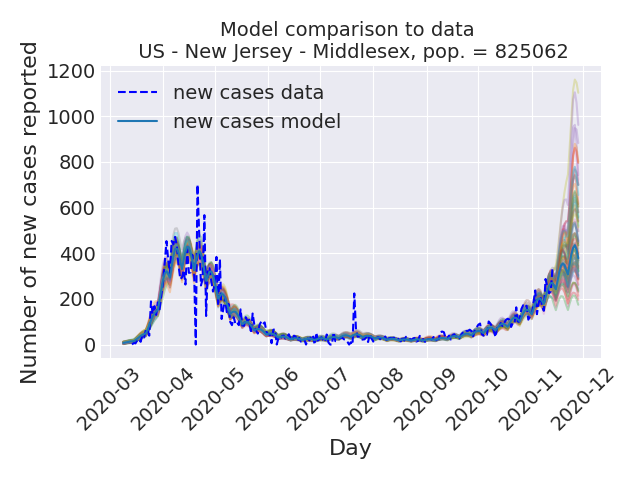 Model comparison to data
US - New Jersey - Middlesex, pop. = 825062
Number of new cases reported
1200
1000
800
600
400
200
0
new cases data
new cases model
2020-03
2020-04
2020-05
2020-06
2020-07
2020-08
2020-09
2020-10
2020-11
2020-12
Day